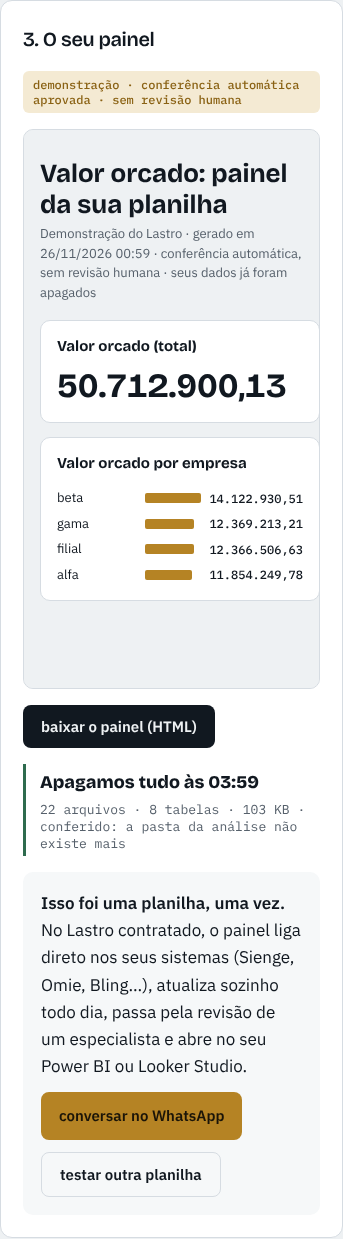 3. O seu painel
demonstração · conferência automática
aprovada · sem revisão humana
Valor orcado: painel
da sua planilha
Demonstração do Lastro · gerado em
26/11/2026 00:59 · conferência automática,
sem revisão humana · seus dados já foram
apagados
Valor orcado (total)
50.712.900,13
Valor orcado por empresa
beta 14.122.930,51
gama 12.369.213,21
filial 12.366.506,63
alfa 11.854.249,78
baixar o painel (HTML)
Apagamos tudo às 03:59
22 arquivos · 8 tabelas · 103 KB ·
conferido: a pasta da análise não
existe mais
Isso foi uma planilha, uma vez.
No Lastro contratado, o painel liga
direto nos seus sistemas (Sienge,
Omie, Bling…), atualiza sozinho
todo dia, passa pela revisão de
um especialista e abre no seu
Power BI ou Looker Studio.
conversar no WhatsApp
testar outra planilha